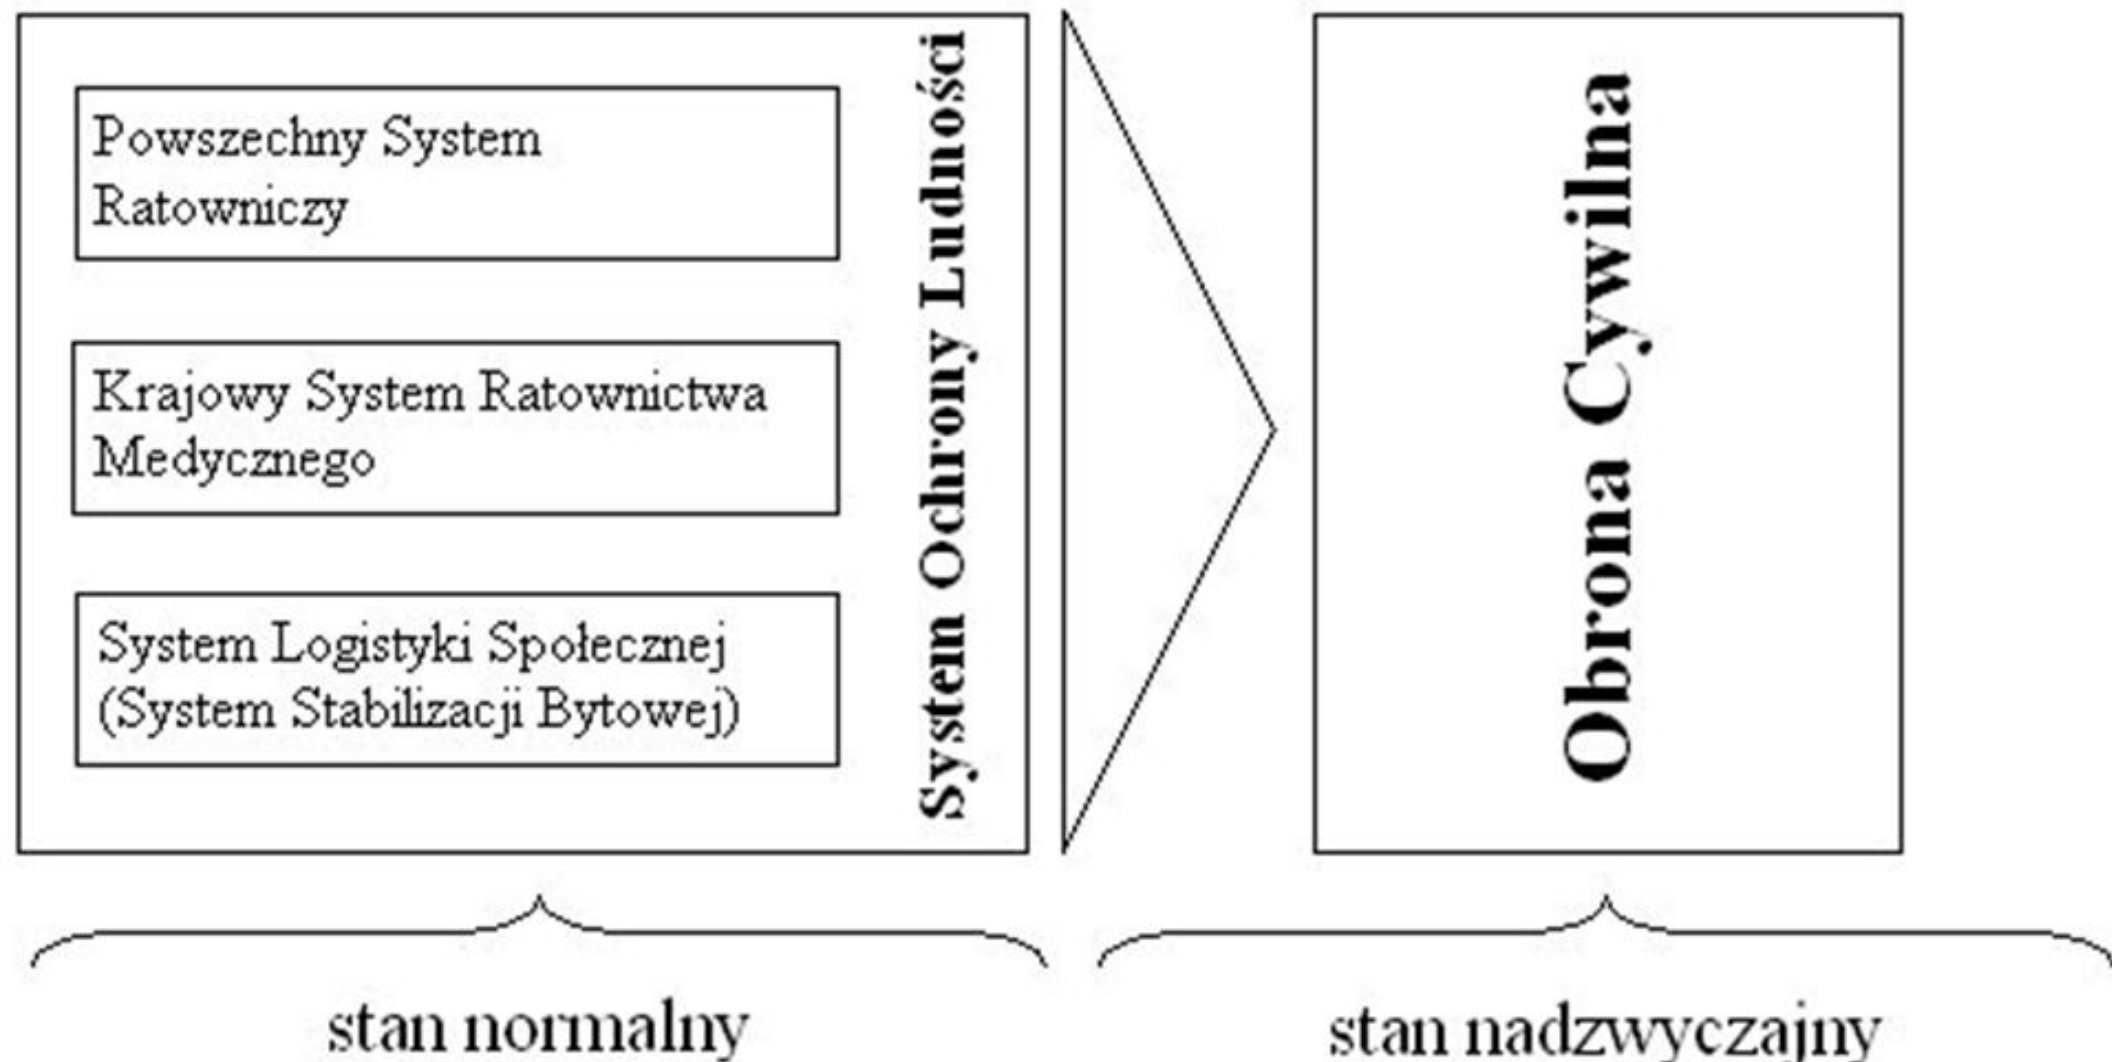 Powszechny System
Ratowniczy
Krajowy System Ratownictwa
Medycznego
System Logistyki Społecznej
(System Stabilizacji Bytowej)
System Ochrony Ludności
Obrona Cywilna
stan normalny
stan nadzwyczajny